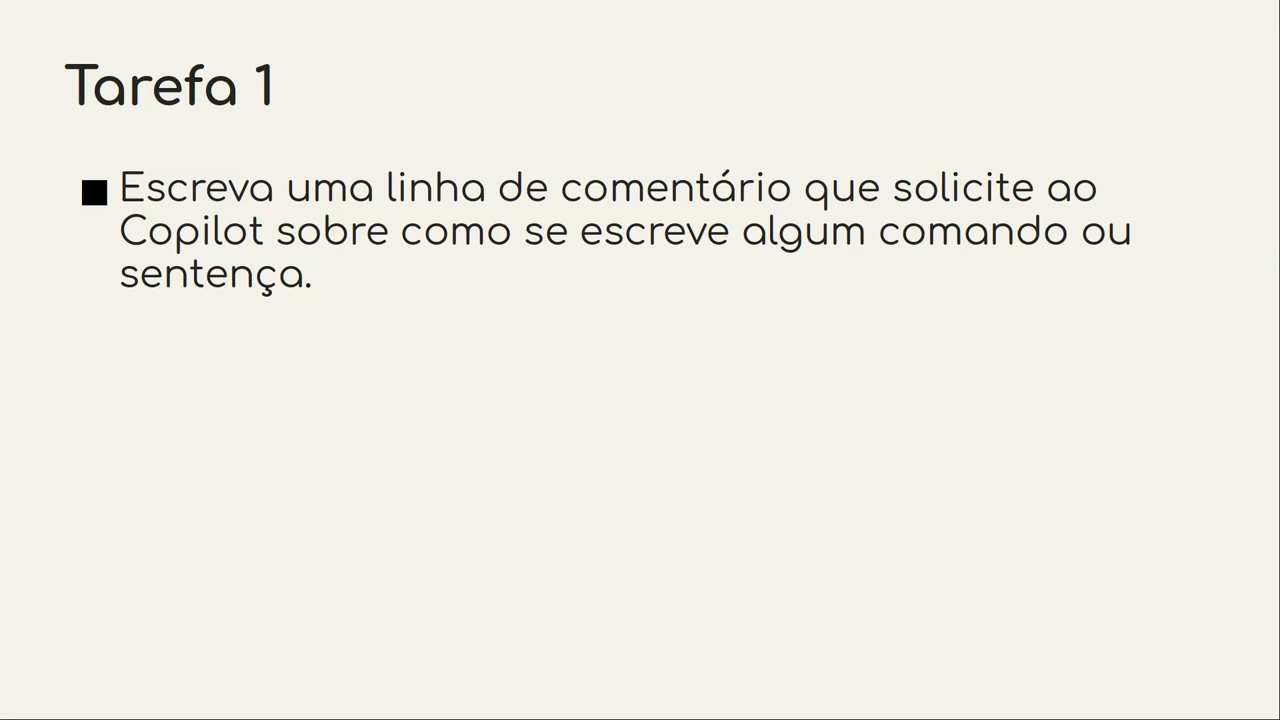 Tarefa 1
■ Escreva uma linha de comentário que solicite ao
Copilot sobre como se escreve algum comando ou
sentença.